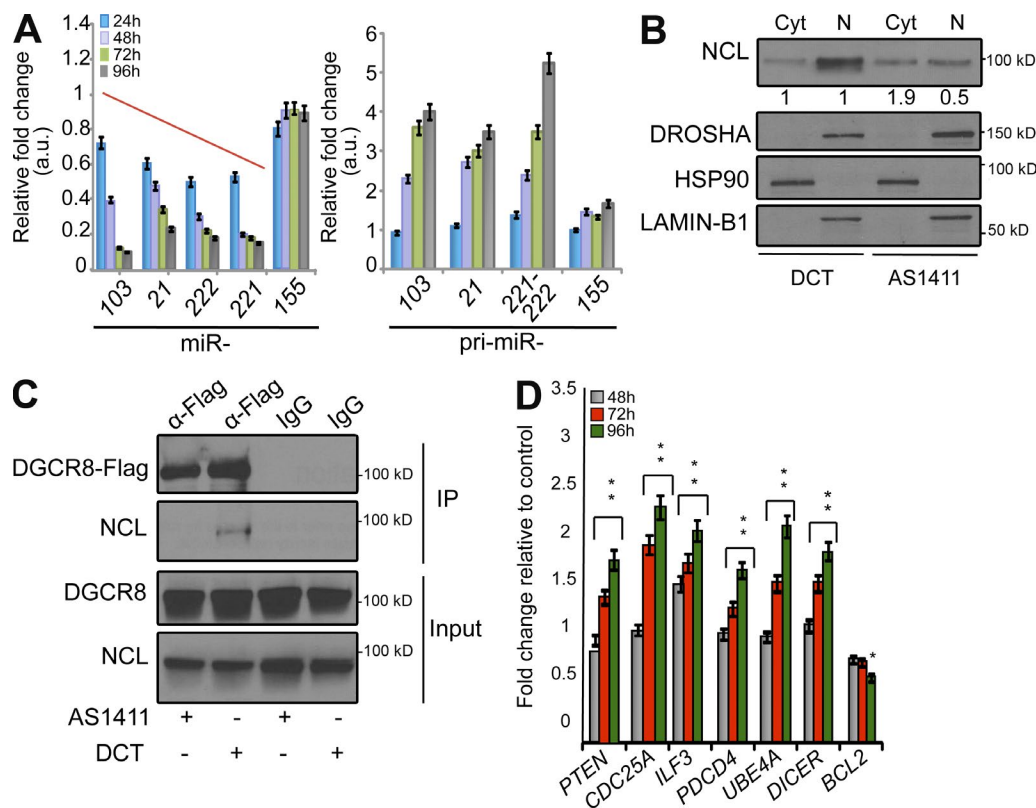 A
Relative fold change
(a.u.)
1.4
1.2
1
0.8
0.6
0.4
0.2
0
24h
48h
72h
96h
103
21
222
221
155
miR-
Relative fold change
(a.u.)
6
5
4
3
2
1
0
103
21
221-
222
155
pri-miR-
B
Cyt N Cyt N
NCL
100 kD
1 1 1.9 0.5
DROSHA
150 kD
HSP90
100 kD
LAMIN-B1
50 kD
DCT AS1411
C
α-Flag α-Flag IgG IgG
DGCR8-Flag
100 kD
IP
NCL
100 kD
DGCR8
100 kD
Input
NCL
100 kD
AS1411 + - + -
DCT - + - +
D
Fold change relative to control
3.5
3
2.5
2
1.5
1
0.5
0
48h
72h
96h
* *
* *
* *
* *
* *
* *
*
PTEN
CDC25A
ILF3
PDCD4
UBE4A
DICER
BCL2